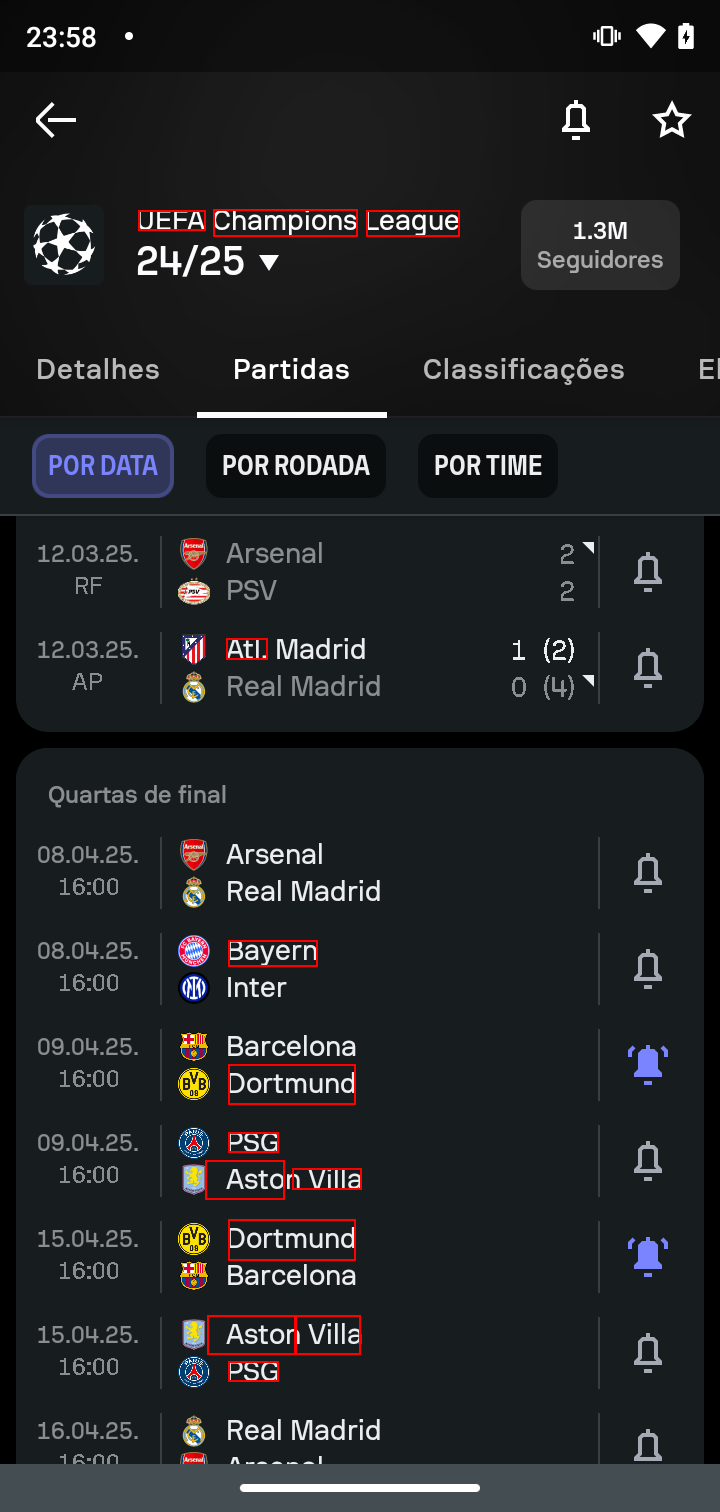 23:58
UEFA Champions League
24/25
1.3M
Seguidores
Detalhes Partidas Classificações El
POR DATA POR RODADA POR TIME
12.03.25. Arsenal 2
RF PSV 2
12.03.25. Atl. Madrid 1 (2)
AP Real Madrid 0 (4)
Quartas de final
08.04.25. Arsenal
16:00 Real Madrid
08.04.25. Bayern
16:00 Inter
09.04.25. Barcelona
16:00 Dortmund
09.04.25. PSG
16:00 Aston Villa
15.04.25. Dortmund
16:00 Barcelona
15.04.25. Aston Villa
16:00 PSG
16.04.25. Real Madrid
16:00 Arsenal